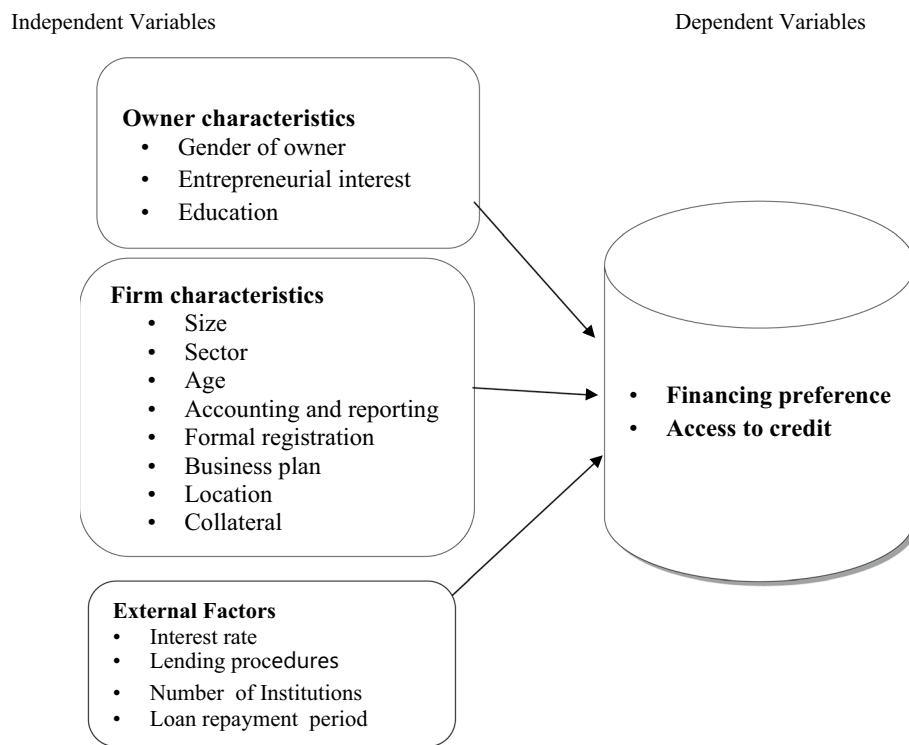 Independent Variables
Dependent Variables
Owner characteristics
• Gender of owner
• Entrepreneurial interest
• Education
Firm characteristics
• Size
• Sector
• Age
• Accounting and reporting
• Formal registration
• Business plan
• Location
• Collateral
External Factors
• Interest rate
• Lending procedures
• Number of Institutions
• Loan repayment period
• Financing preference
• Access to credit